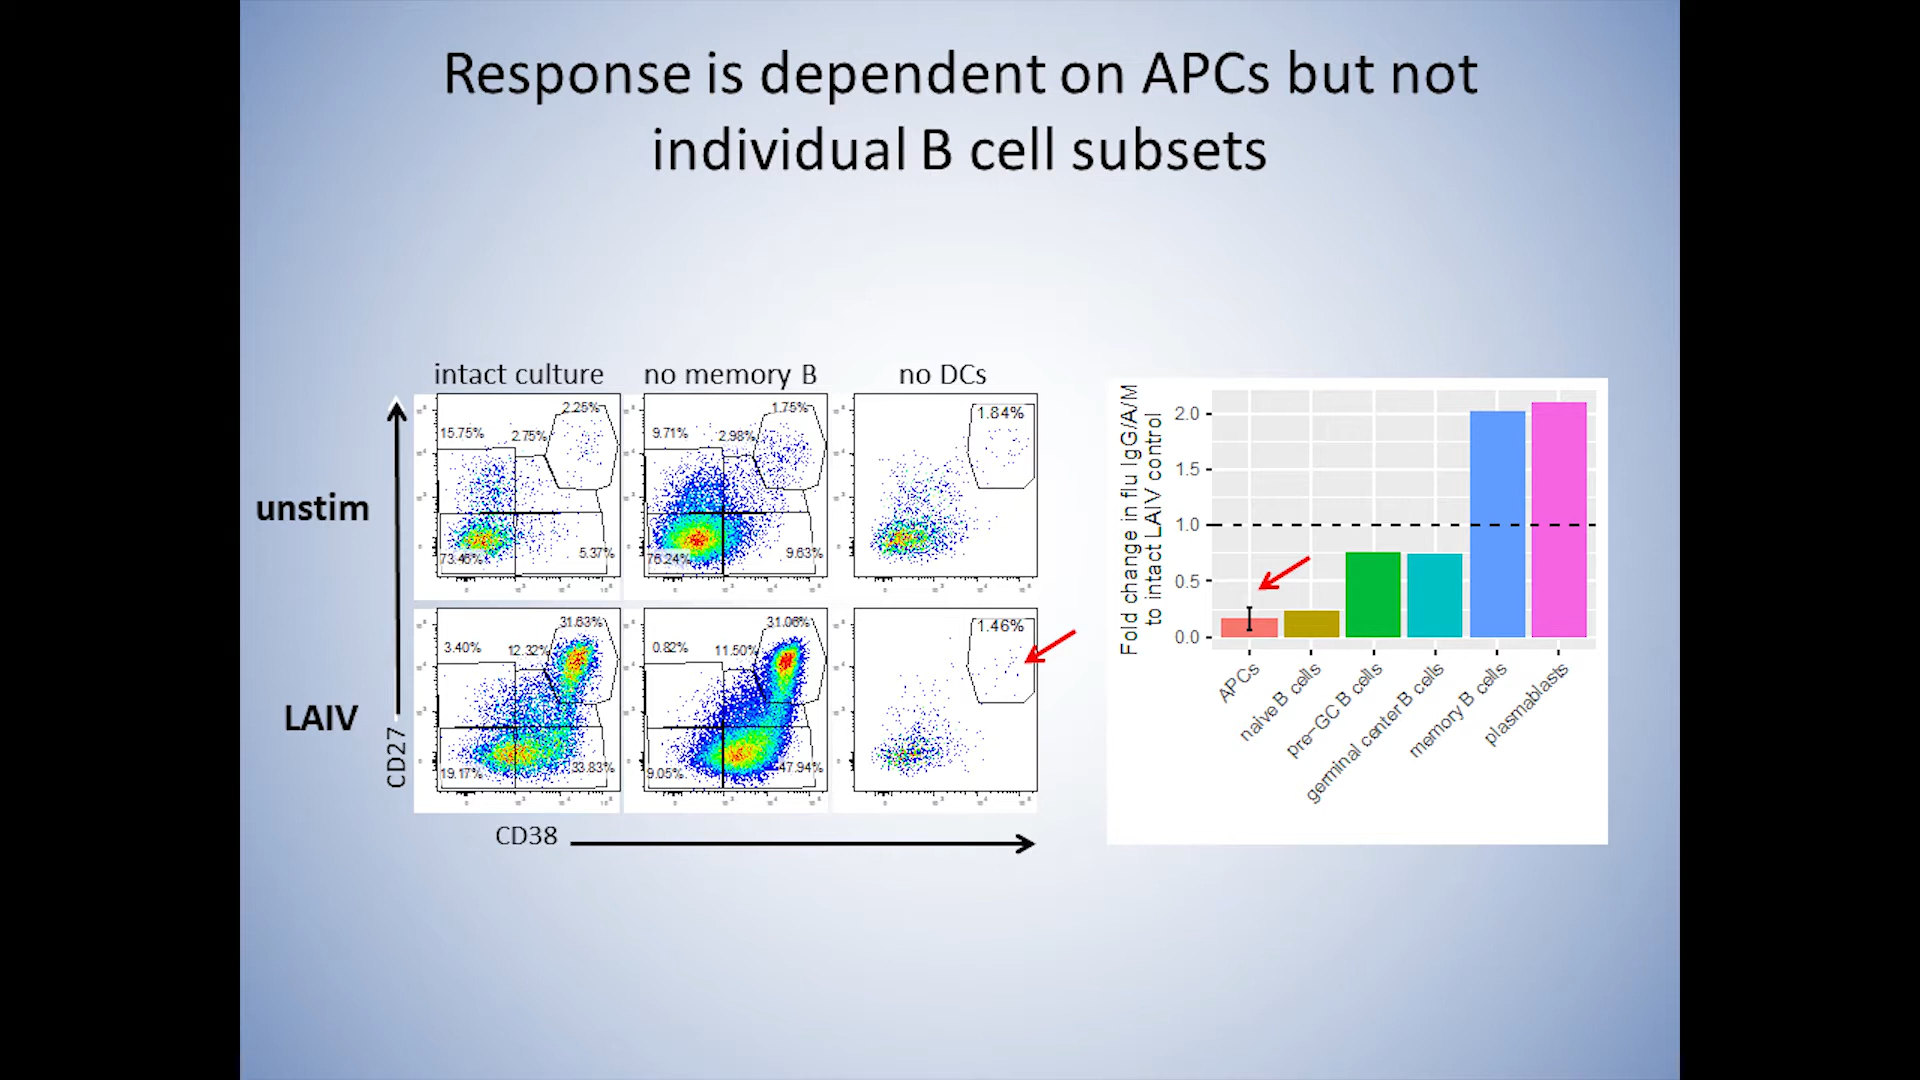 Response is dependent on APCs but not
individual B cell subsets
intact culture
no memory B
no DCs
unstim
LAIV
CD27
CD38
2.25%
15.75%
2.75%
73.45%
5.37%
1.75%
9.71%
2.98%
76.24%
9.63%
1.84%
31.63%
3.40%
12.32%
19.17%
33.83%
31.06%
0.82%
11.50%
9.05%
47.94%
1.46%
Fold change in flu IgG/A/M
to intact LAIV control
2.0
1.5
1.0
0.5
0.0
APCs
naive B cells
pre-GC B cells
germinal center B cells
memory B cells
plasmablasts